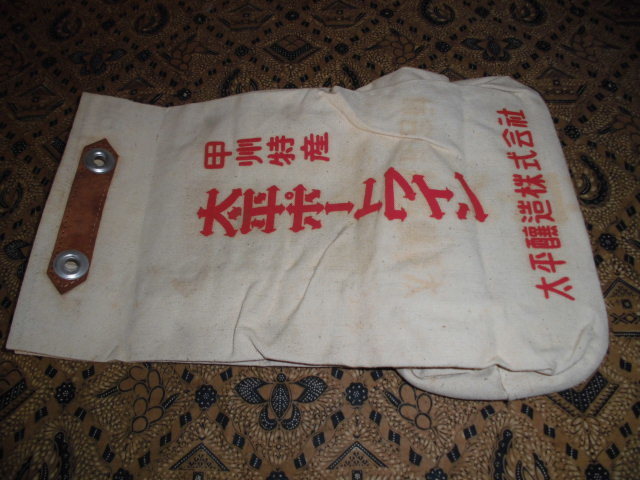 甲州特産
太平ポートワイン
太平醸造株式会社